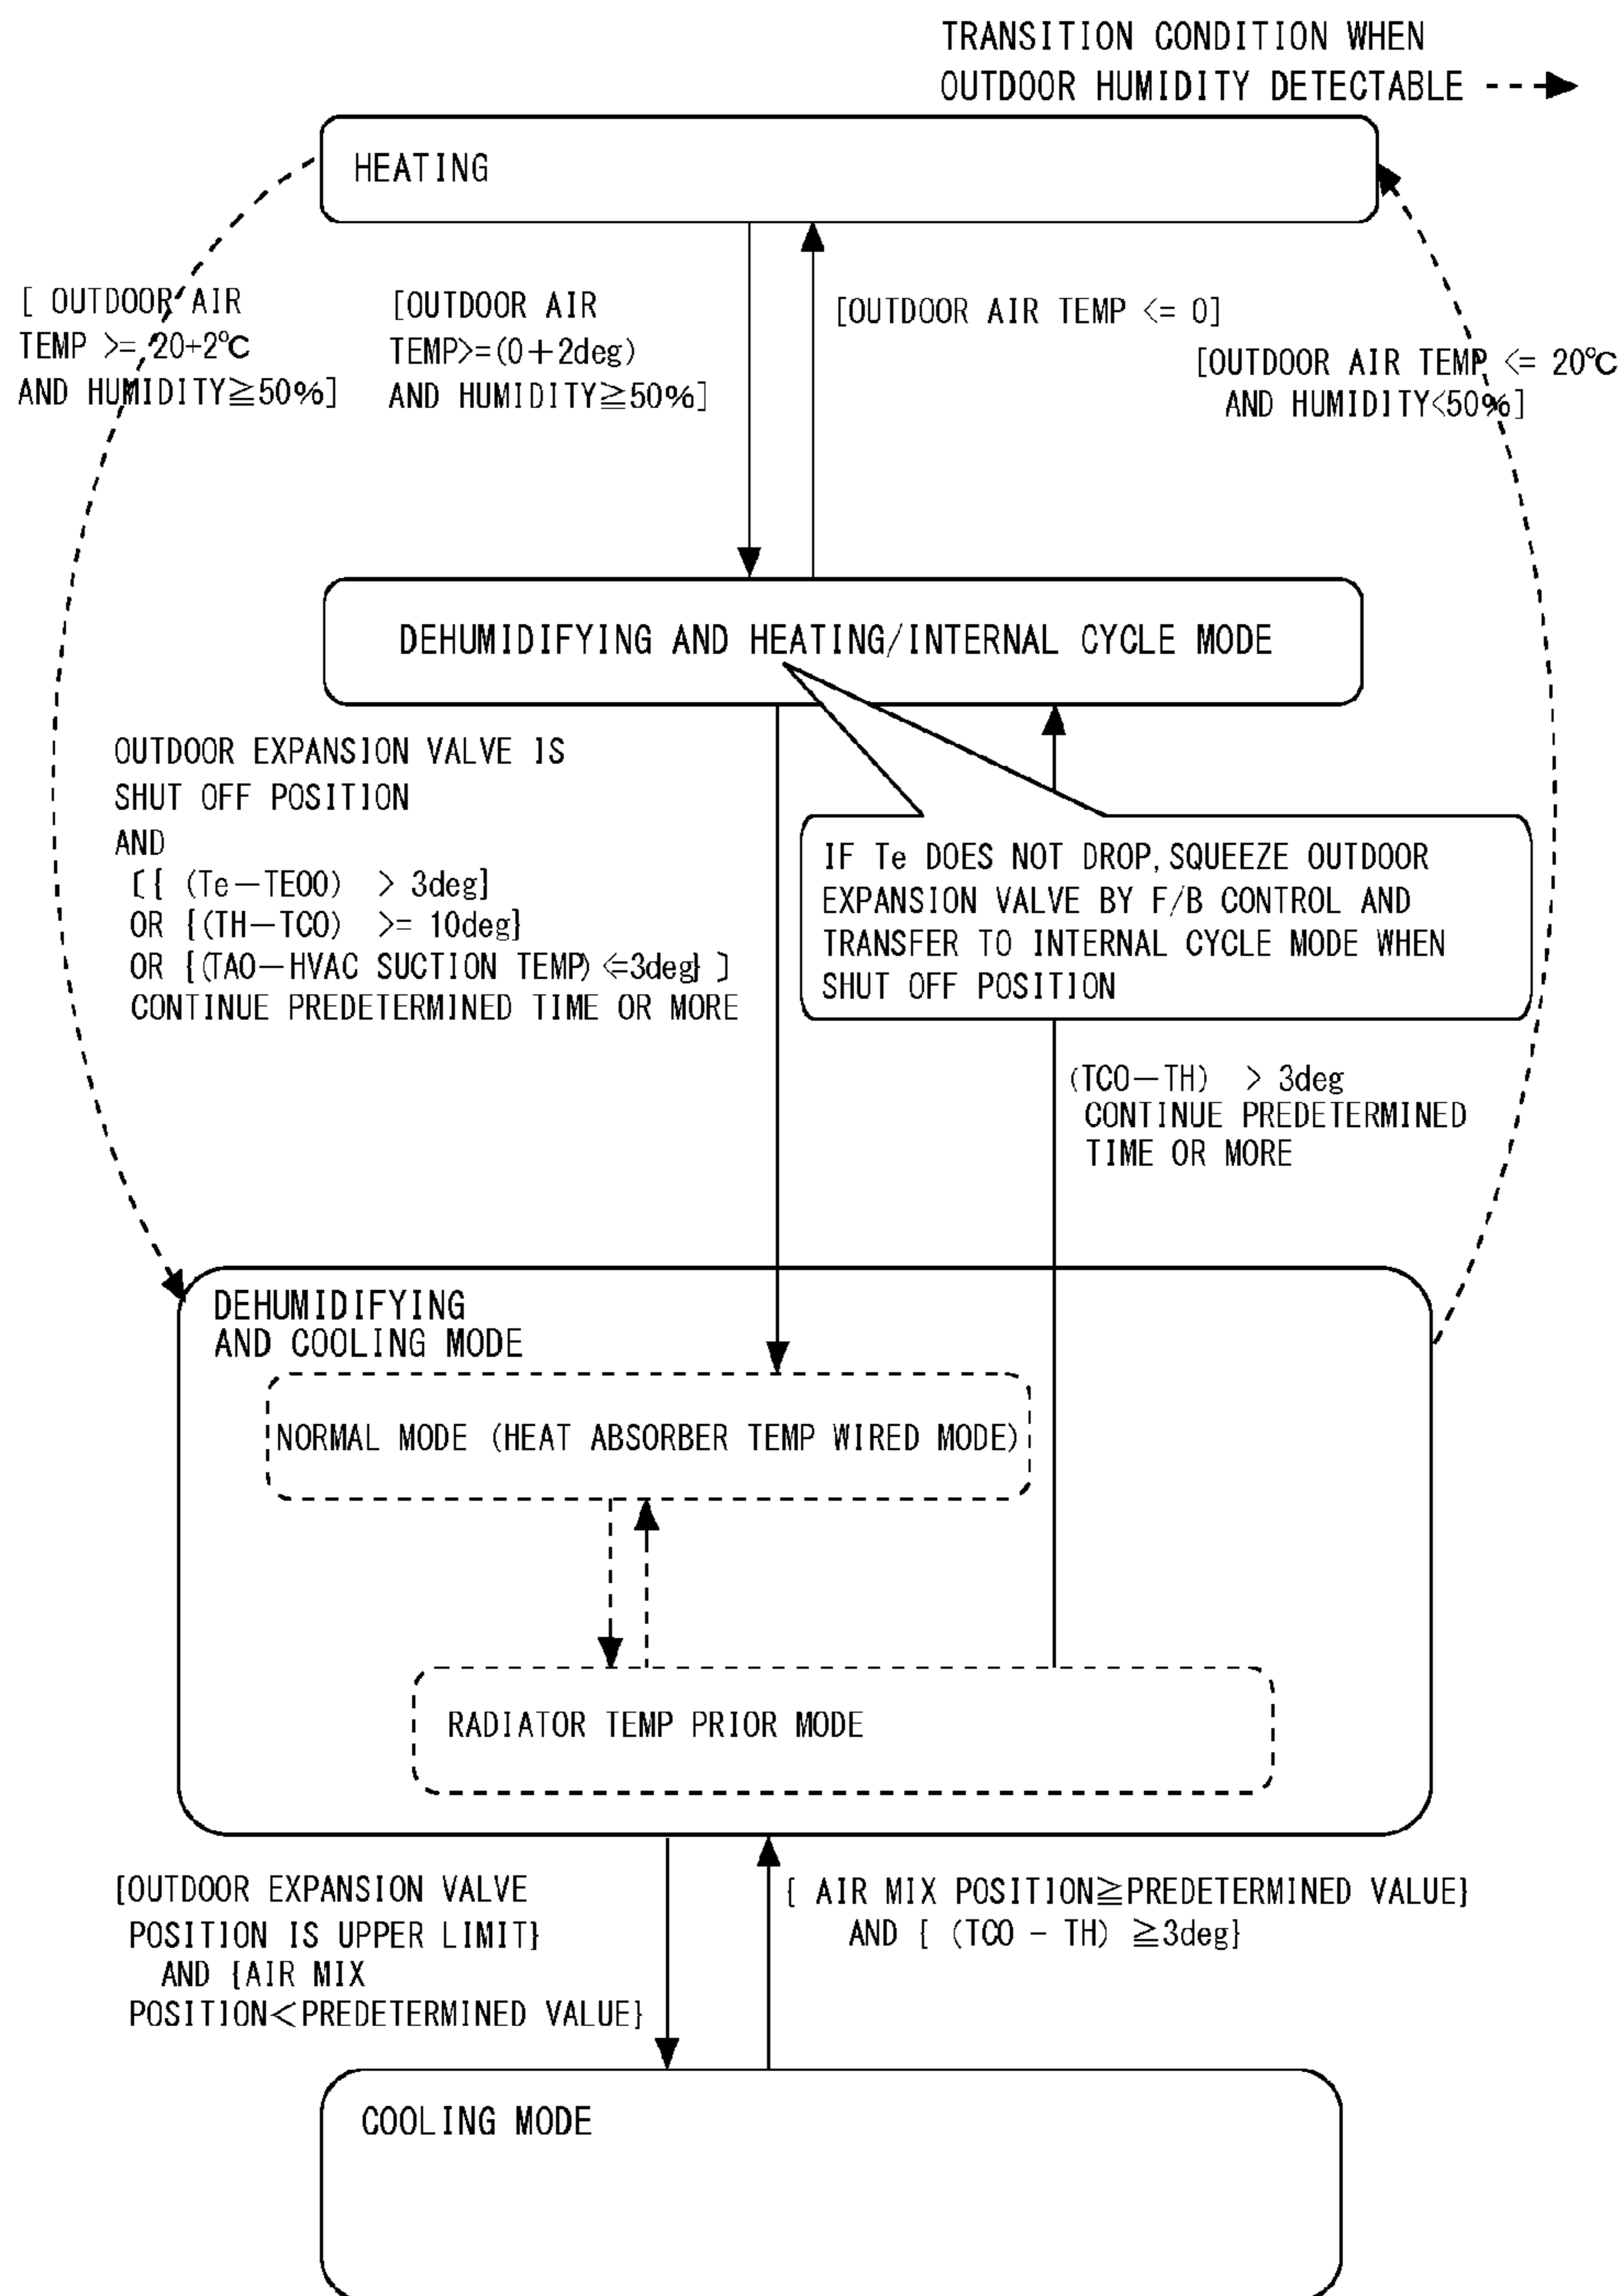 TRANSITION CONDITION WHEN
OUTDOOR HUMIDITY DETECTABLE
HEATING
[ OUTDOOR AIR
TEMP >= 20+2℃
AND HUMIDITY≧50%]
[OUTDOOR AIR
TEMP>=(0+2deg)
AND HUMIDITY≧50%]
[OUTDOOR AIR TEMP <= 0]
[OUTDOOR AIR TEMP <= 20℃
AND HUMIDITY<50%]
DEHUMIDIFYING AND HEATING/INTERNAL CYCLE MODE
OUTDOOR EXPANSION VALVE IS
SHUT OFF POSITION
AND
[{ (Te-TEOO) > 3deg]
OR {(TH-TCO) >= 10deg}
OR {(TAO-HVAC SUCTION TEMP) <=3deg} ]
CONTINUE PREDETERMINED TIME OR MORE
IF Te DOES NOT DROP, SQUEEZE OUTDOOR
EXPANSION VALVE BY F/B CONTROL AND
TRANSFER TO INTERNAL CYCLE MODE WHEN
SHUT OFF POSITION
(TCO-TH) > 3deg
CONTINUE PREDETERMINED
TIME OR MORE
DEHUMIDIFYING
AND COOLING MODE
NORMAL MODE (HEAT ABSORBER TEMP WIRED MODE)
RADIATOR TEMP PRIOR MODE
[OUTDOOR EXPANSION VALVE
POSITION IS UPPER LIMIT}
AND {AIR MIX
POSITION<PREDETERMINED VALUE}
{ AIR MIX POSITION≧PREDETERMINED VALUE}
AND { (TCO - TH) ≧3deg}
COOLING MODE